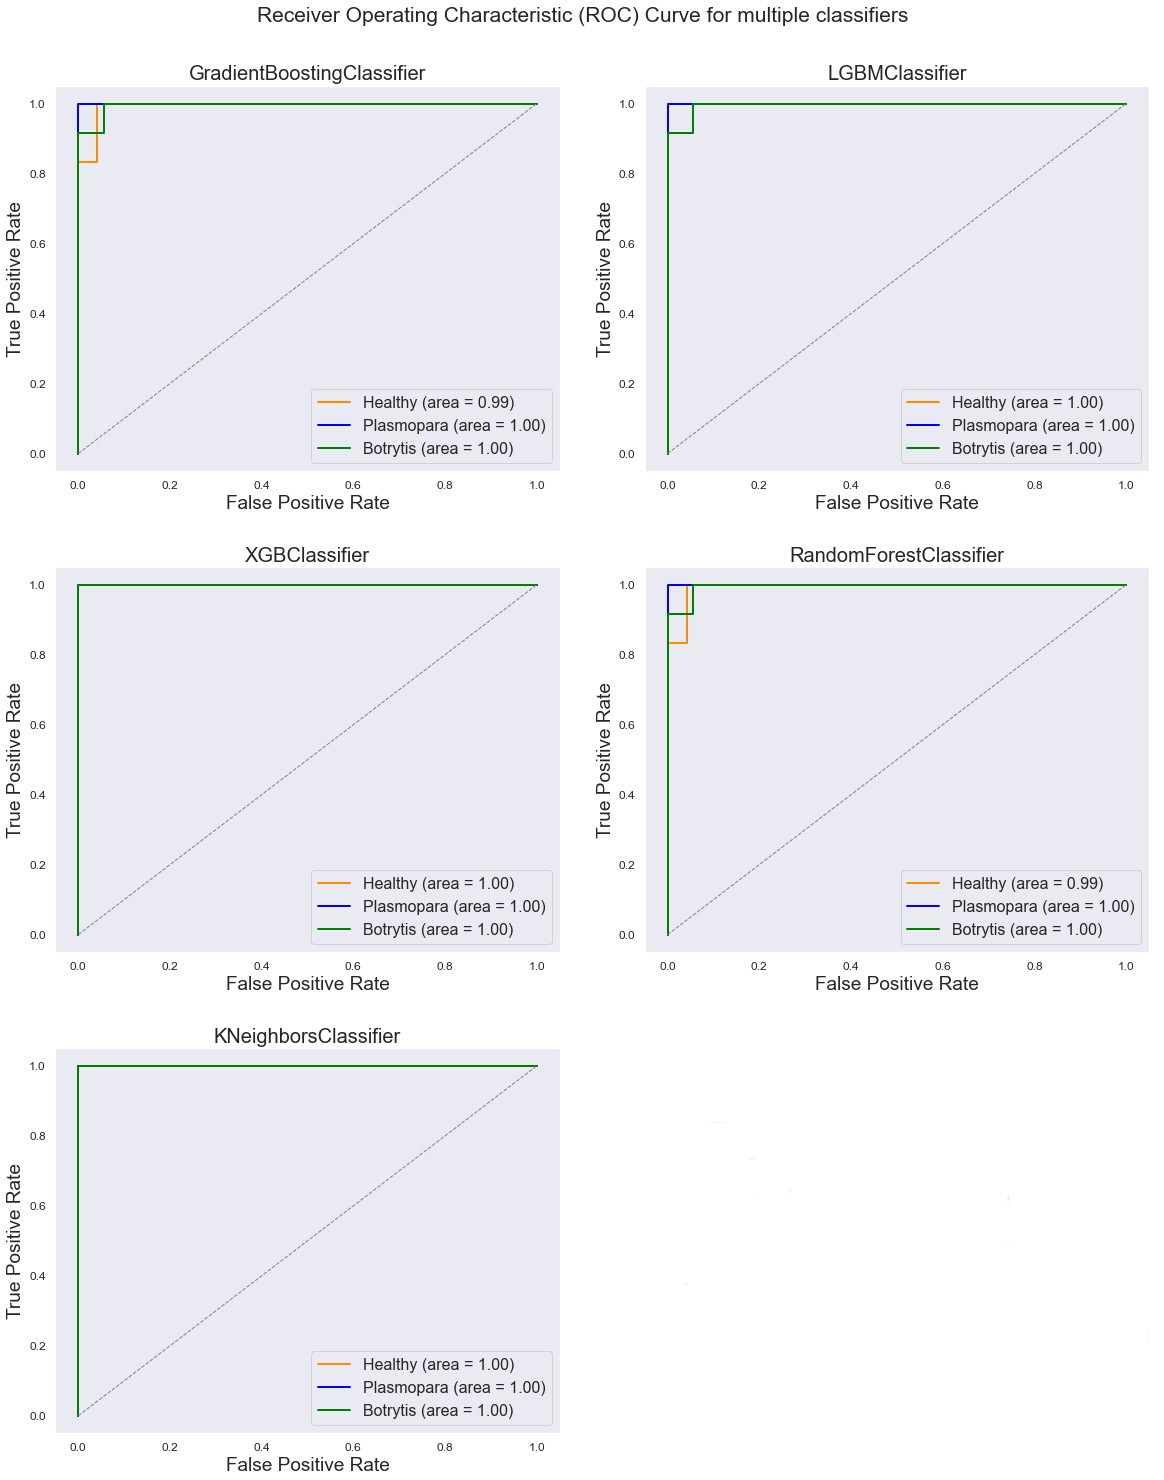 Receiver Operating Characteristic (ROC) Curve for multiple classifiers
GradientBoostingClassifier
True Positive Rate
1.0
0.8
0.6
0.4
0.2
0.0
Healthy (area = 0.99)
Plasmopara (area = 1.00)
Botrytis (area = 1.00)
0.0 0.2 0.4 0.6 0.8 1.0
False Positive Rate
LGBMClassifier
True Positive Rate
1.0
0.8
0.6
0.4
0.2
0.0
Healthy (area = 1.00)
Plasmopara (area = 1.00)
Botrytis (area = 1.00)
0.0 0.2 0.4 0.6 0.8 1.0
False Positive Rate
XGBClassifier
True Positive Rate
1.0
0.8
0.6
0.4
0.2
0.0
Healthy (area = 1.00)
Plasmopara (area = 1.00)
Botrytis (area = 1.00)
0.0 0.2 0.4 0.6 0.8 1.0
False Positive Rate
RandomForestClassifier
True Positive Rate
1.0
0.8
0.6
0.4
0.2
0.0
Healthy (area = 0.99)
Plasmopara (area = 1.00)
Botrytis (area = 1.00)
0.0 0.2 0.4 0.6 0.8 1.0
False Positive Rate
KNeighborsClassifier
True Positive Rate
1.0
0.8
0.6
0.4
0.2
0.0
Healthy (area = 1.00)
Plasmopara (area = 1.00)
Botrytis (area = 1.00)
0.0 0.2 0.4 0.6 0.8 1.0
False Positive Rate